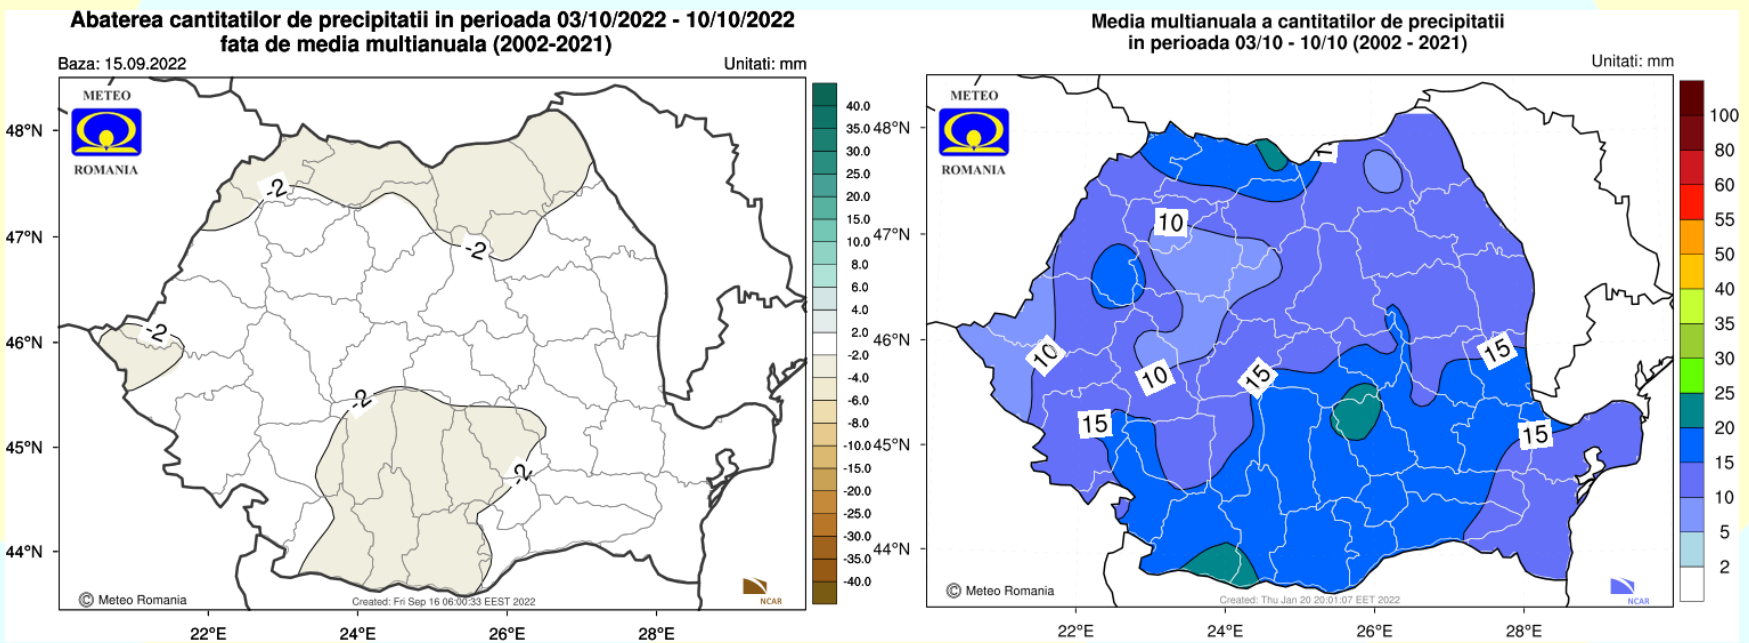 Abaterea cantitatilor de precipitatii in perioada 03/10/2022 - 10/10/2022
fata de media multianuala (2002-2021)
Baza: 15.09.2022
Unitati: mm
METEO
ROMANIA
48°N
47°N
46°N
45°N
44°N
-2
-2
-2
-2
-2
40.0
35.0
30.0
25.0
20.0
15.0
10.0
8.0
6.0
4.0
2.0
-2.0
-4.0
-6.0
-8.0
-10.0
-15.0
-20.0
-25.0
-30.0
-35.0
-40.0
© Meteo Romania
Created: Fri Sep 16 06:00:33 EEST 2022
NCAR
22°E
24°E
26°E
28°E
Media multianuala a cantitatilor de precipitatii
in perioada 03/10 - 10/10 (2002 - 2021)
Unitati: mm
METEO
ROMANIA
48°N
47°N
46°N
45°N
44°N
10
10
10
15
15
15
15
100
80
60
55
50
40
35
30
25
20
15
10
5
2
© Meteo Romania
Created: Thu Jan 20 20:01:07 EET 2022
NCAR
22°E
24°E
26°E
28°E